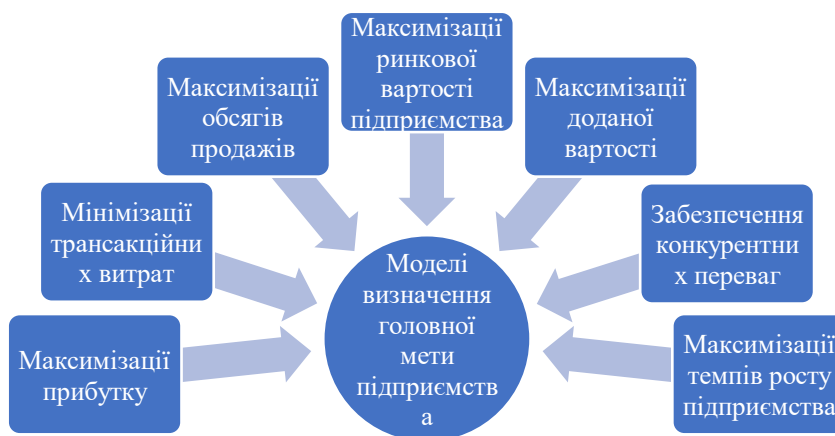 Максимізації
ринкової
вартості
підприємства
Максимізації
обсягів
продажів
Максимізації
доданої
вартості
Мінімізації
трансакційни
х витрат
Забезпечення
конкурентни
х переваг
Максимізації
прибутку
Моделі
визначення
головної
мети
підприємств
а
Максимізації
темпів росту
підприємства